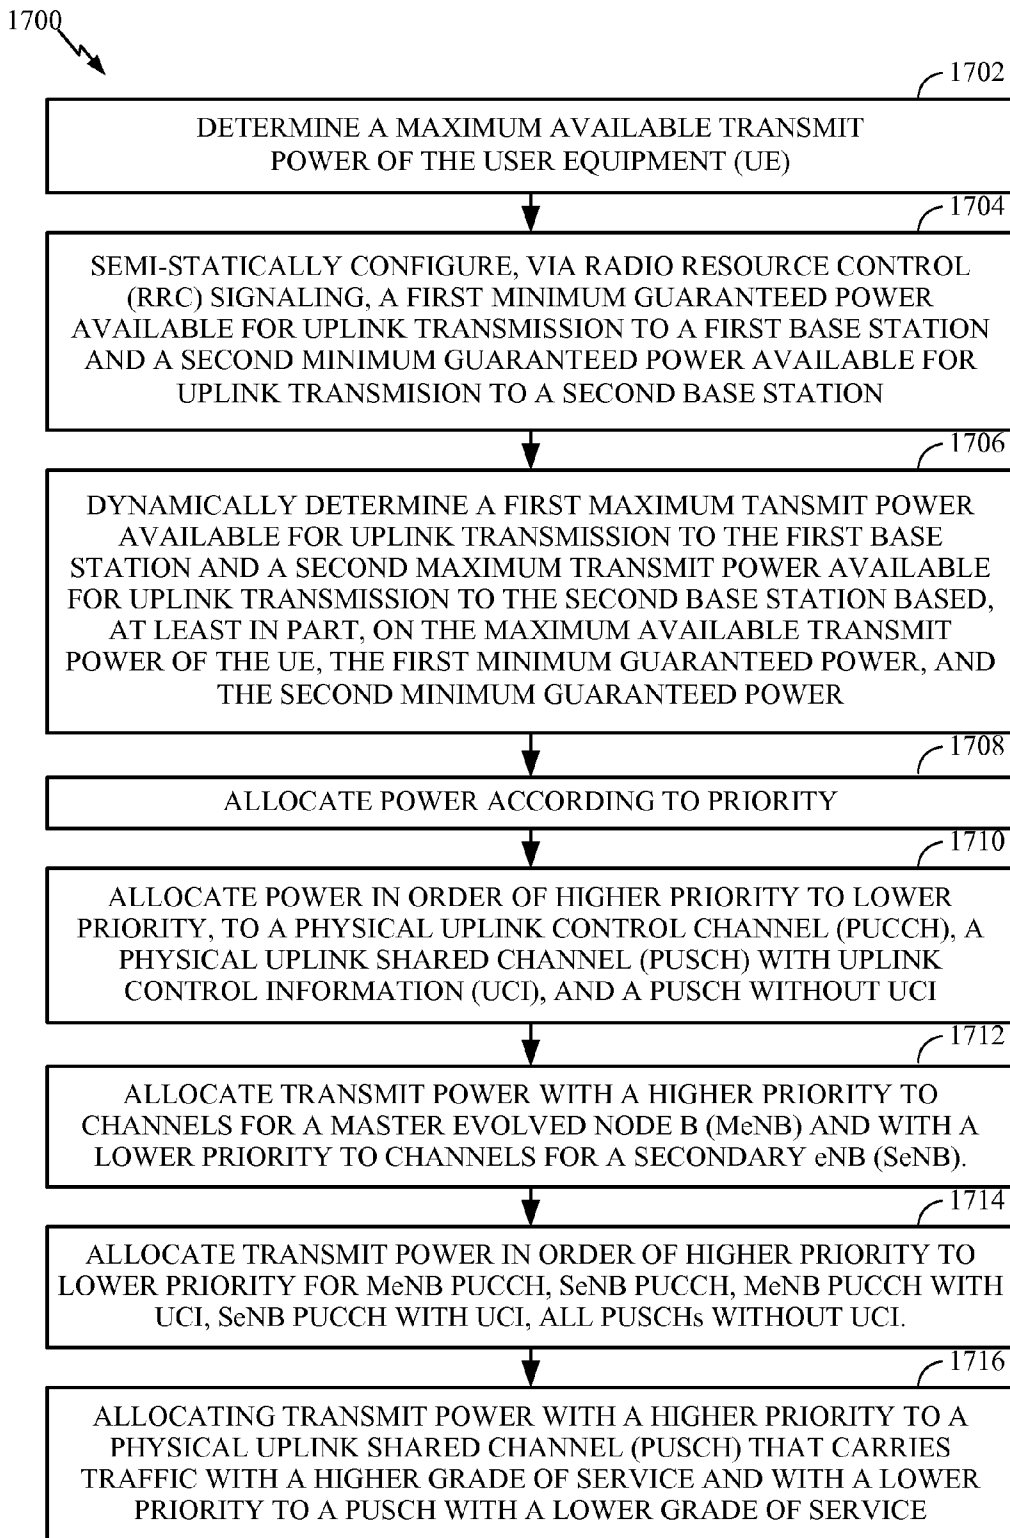 1700
1702
DETERMINE A MAXIMUM AVAILABLE TRANSMIT
POWER OF THE USER EQUIPMENT (UE)
1704
SEMI-STATICALLY CONFIGURE, VIA RADIO RESOURCE CONTROL
(RRC) SIGNALING, A FIRST MINIMUM GUARANTEED POWER
AVAILABLE FOR UPLINK TRANSMISSION TO A FIRST BASE STATION
AND A SECOND MINIMUM GUARANTEED POWER AVAILABLE FOR
UPLINK TRANSMISION TO A SECOND BASE STATION
1706
DYNAMICALLY DETERMINE A FIRST MAXIMUM TANSMIT POWER
AVAILABLE FOR UPLINK TRANSMISSION TO THE FIRST BASE
STATION AND A SECOND MAXIMUM TRANSMIT POWER AVAILABLE
FOR UPLINK TRANSMISSION TO THE SECOND BASE STATION BASED,
AT LEAST IN PART, ON THE MAXIMUM AVAILABLE TRANSMIT
POWER OF THE UE, THE FIRST MINIMUM GUARANTEED POWER, AND
THE SECOND MINIMUM GUARANTEED POWER
1708
ALLOCATE POWER ACCORDING TO PRIORITY
1710
ALLOCATE POWER IN ORDER OF HIGHER PRIORITY TO LOWER
PRIORITY, TO A PHYSICAL UPLINK CONTROL CHANNEL (PUCCH), A
PHYSICAL UPLINK SHARED CHANNEL (PUSCH) WITH UPLINK
CONTROL INFORMATION (UCI), AND A PUSCH WITHOUT UCI
1712
ALLOCATE TRANSMIT POWER WITH A HIGHER PRIORITY TO
CHANNELS FOR A MASTER EVOLVED NODE B (MeNB) AND WITH A
LOWER PRIORITY TO CHANNELS FOR A SECONDARY eNB (SeNB).
1714
ALLOCATE TRANSMIT POWER IN ORDER OF HIGHER PRIORITY TO
LOWER PRIORITY FOR MeNB PUCCH, SeNB PUCCH, MeNB PUCCH WITH
UCI, SeNB PUCCH WITH UCI, ALL PUSCHs WITHOUT UCI.
1716
ALLOCATING TRANSMIT POWER WITH A HIGHER PRIORITY TO A
PHYSICAL UPLINK SHARED CHANNEL (PUSCH) THAT CARRIES
TRAFFIC WITH A HIGHER GRADE OF SERVICE AND WITH A LOWER
PRIORITY TO A PUSCH WITH A LOWER GRADE OF SERVICE